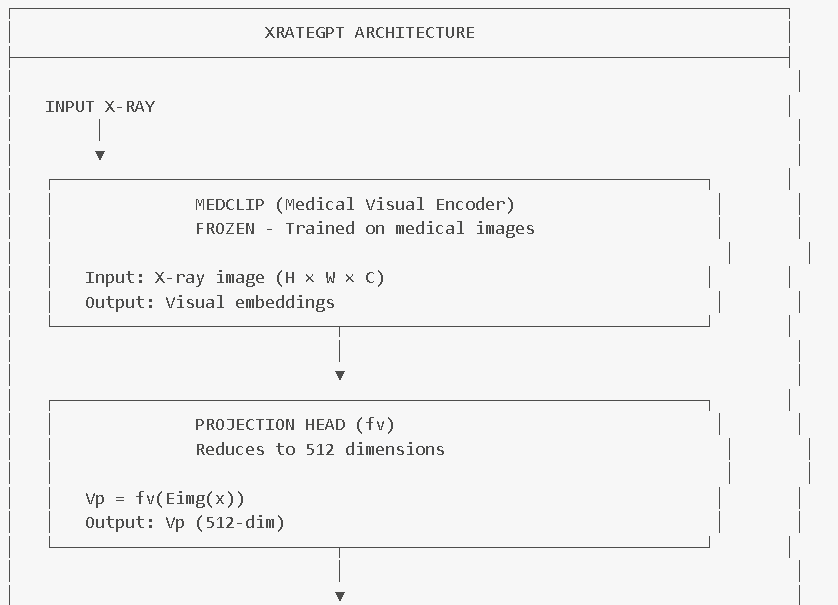 XRATEGPT ARCHITECTURE
INPUT X-RAY
MEDCLIP (Medical Visual Encoder)
FROZEN - Trained on medical images
Input: X-ray image (H × W × C)
Output: Visual embeddings
PROJECTION HEAD (fv)
Reduces to 512 dimensions
Vp = fv(Eimg(x))
Output: Vp (512-dim)